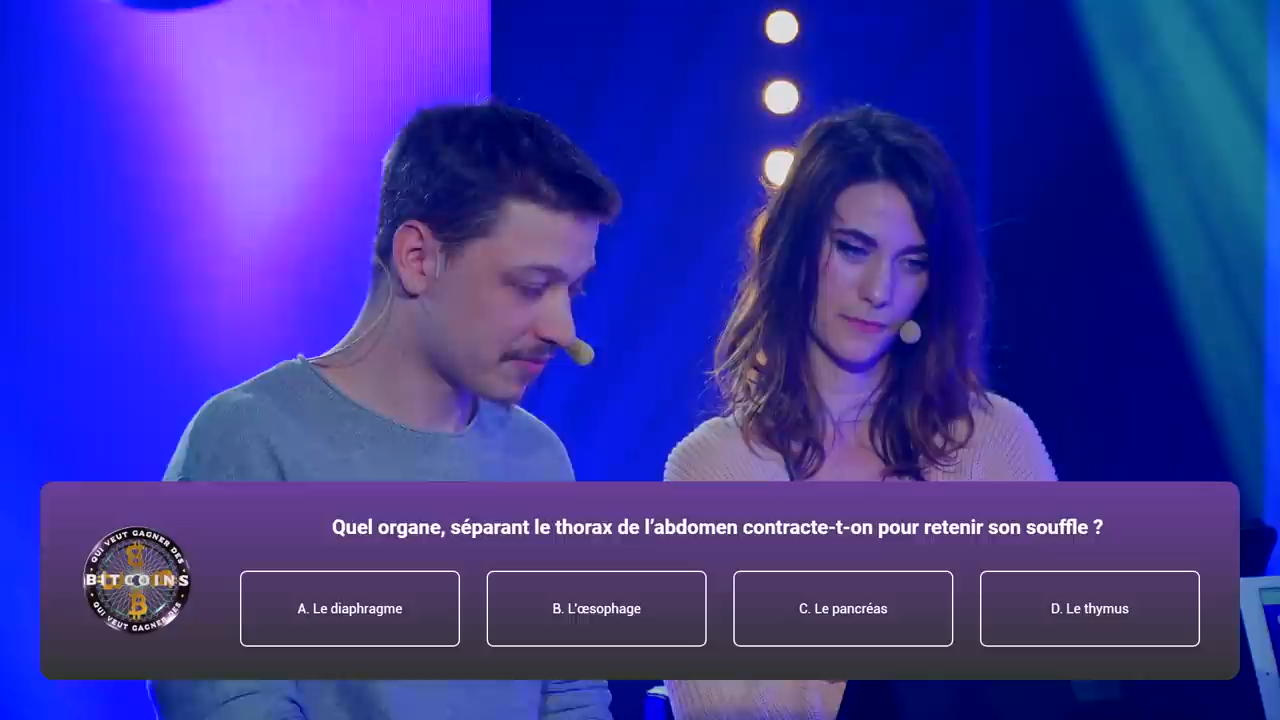 Quel organe, séparant le thorax de l’abdomen contracte-t-on pour retenir son souffle ?
QUI VEUT GAGNER DES
BITCOINS
QUI VEUT GAGNER DES
A. Le diaphragme
B. L'œsophage
C. Le pancréas
D. Le thymus